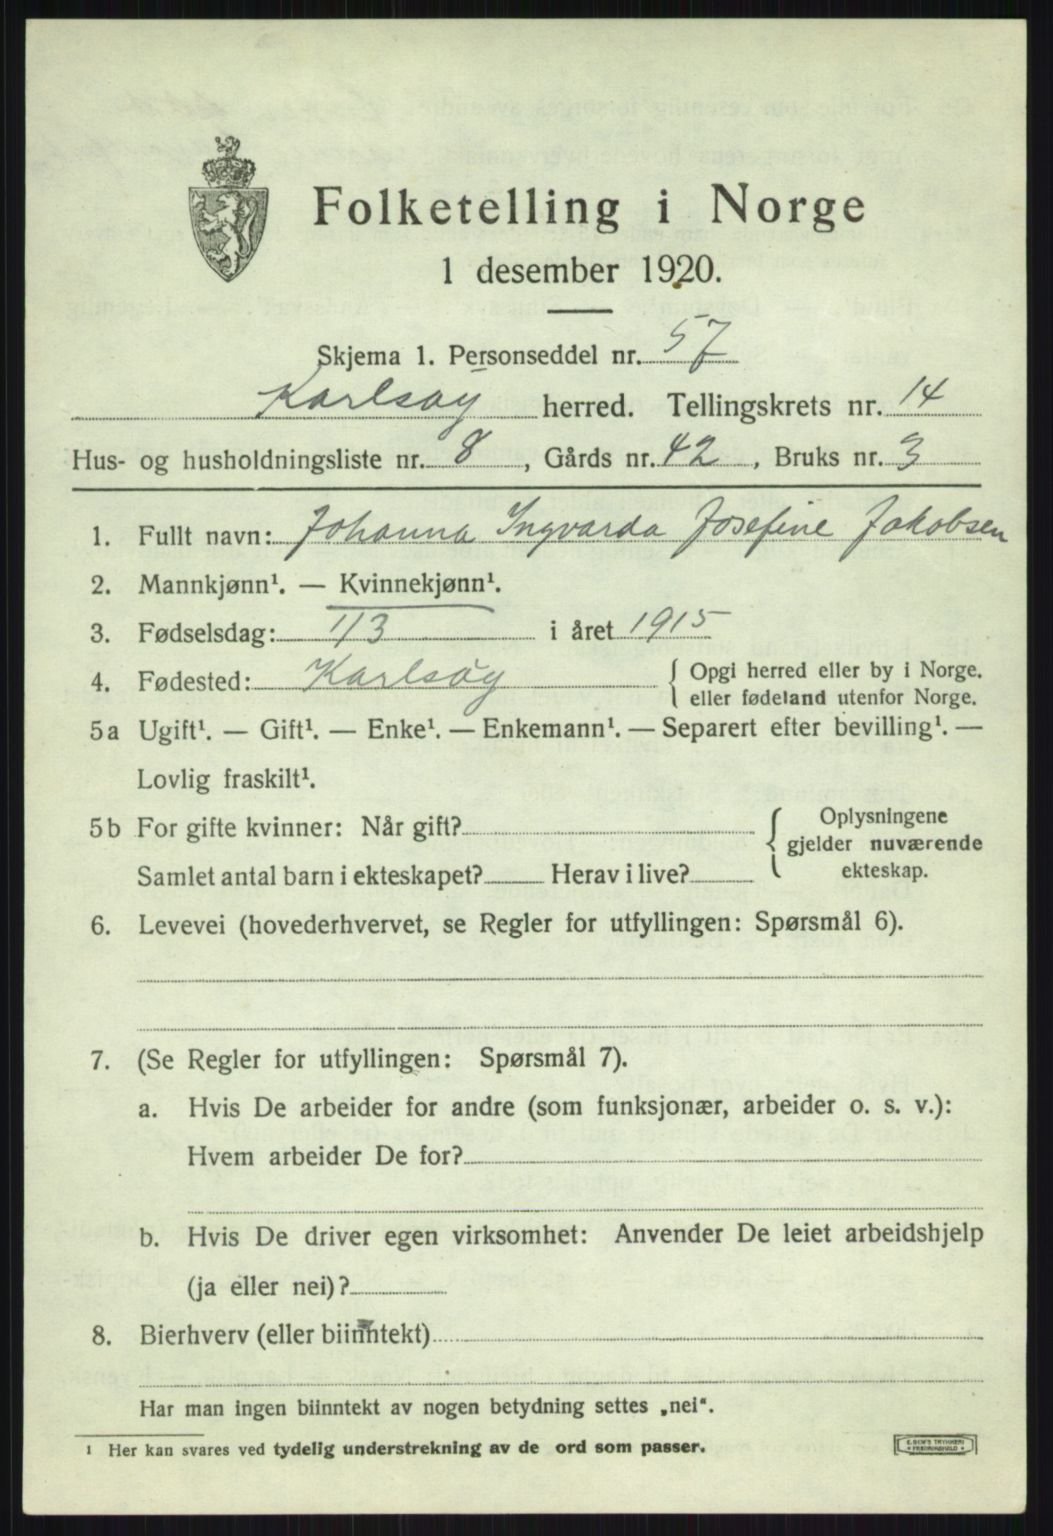 Folketelling i Norge
1 desember 1920.
Skjema 1. Personseddel nr. 57
Karlsøy herred. Tellingskrets nr. 14
Hus- og husholdningsliste nr. 8, Gårds nr. 42, Bruks nr. 3
1. Fullt navn: Johanna Ingvarda Josefine Jakobsen
2. Mannkjønn¹. — Kvinnekjønn¹.
3. Fødselsdag: 1/3 i året 1915
4. Fødested: Karlsøy { Opgi herred eller by i Norge.
eller fødeland utenfor Norge.
5a Ugift¹. — Gift¹. — Enke¹. — Enkemann¹. — Separert efter bevilling¹. —
Lovlig fraskilt¹.
5b For gifte kvinner: Når gift? { Oplysningene
gjelder nuværende
Samlet antal barn i ekteskapet? Herav i live? ekteskap.
6. Levevei (hovederhvervet, se Regler for utfyllingen: Spørsmål 6).
7. (Se Regler for utfyllingen: Spørsmål 7).
a. Hvis De arbeider for andre (som funksjonær, arbeider o. s. v.):
Hvem arbeider De for?
b. Hvis De driver egen virksomhet: Anvender De leiet arbeidshjelp
(ja eller nei)?
8. Bierhverv (eller biinntekt)
Har man ingen biinntekt av nogen betydning settes „nei“.
¹ Her kan svares ved tydelig understrekning av de ord som passer.